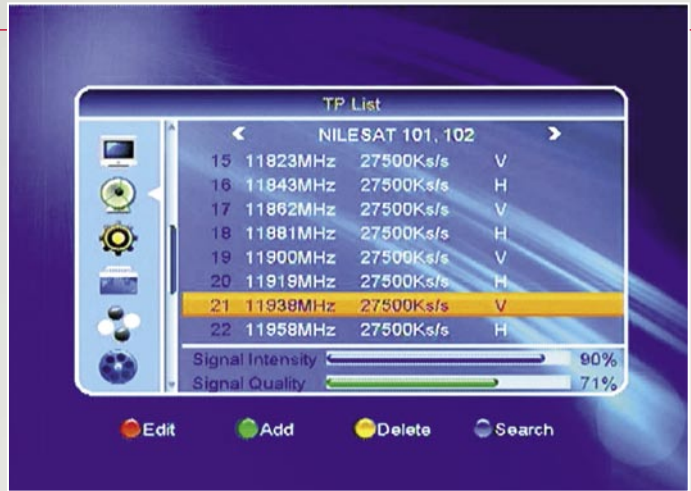 TP List
NILESAT 101, 102
15 11823MHz 27500Ks/s V
16 11843MHz 27500Ks/s H
17 11862MHz 27500Ks/s V
18 11881MHz 27500Ks/s H
19 11900MHz 27500Ks/s V
20 11919MHz 27500Ks/s H
21 11938MHz 27500Ks/s V
22 11958MHz 27500Ks/s H
Signal Intensity 90%
Signal Quality 71%
Edit Add Delete Search